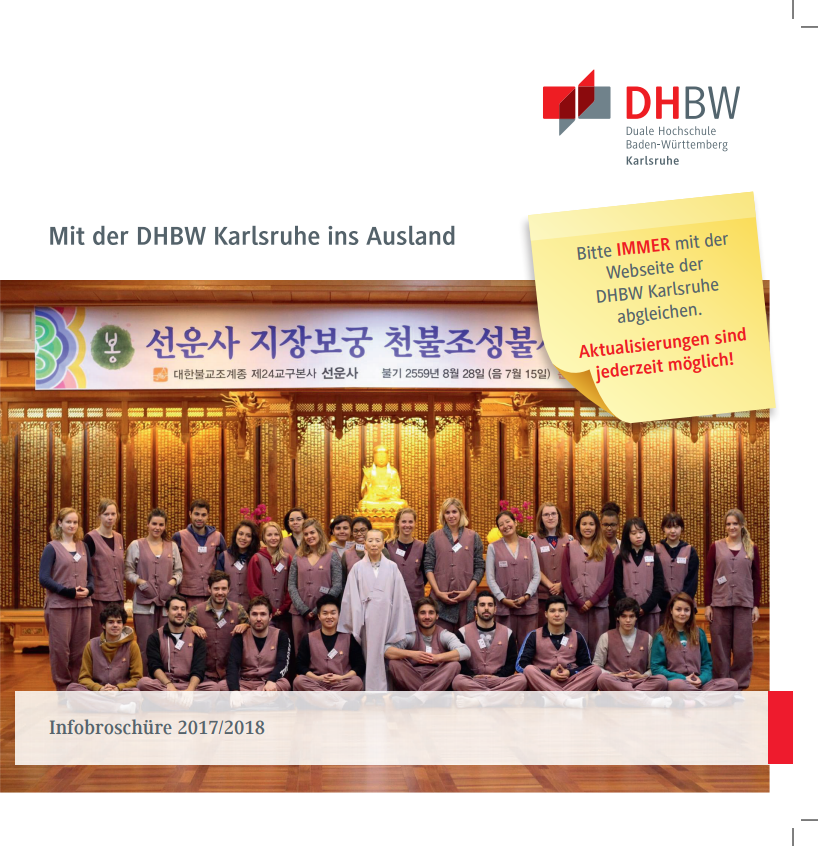 DHBW
Duale Hochschule
Baden-Württemberg
Karlsruhe
Mit der DHBW Karlsruhe ins Ausland
Bitte IMMER mit der
Webseite der
DHBW Karlsruhe
abgleichen.
Aktualisierungen sind
jederzeit möglich!
봉
선운사 지장보궁 천불조성불사
대한불교조계종 제24교구본사 선운사 불기 2559년 8월 28일 (음 7월 15일)
Infobroschüre 2017/2018